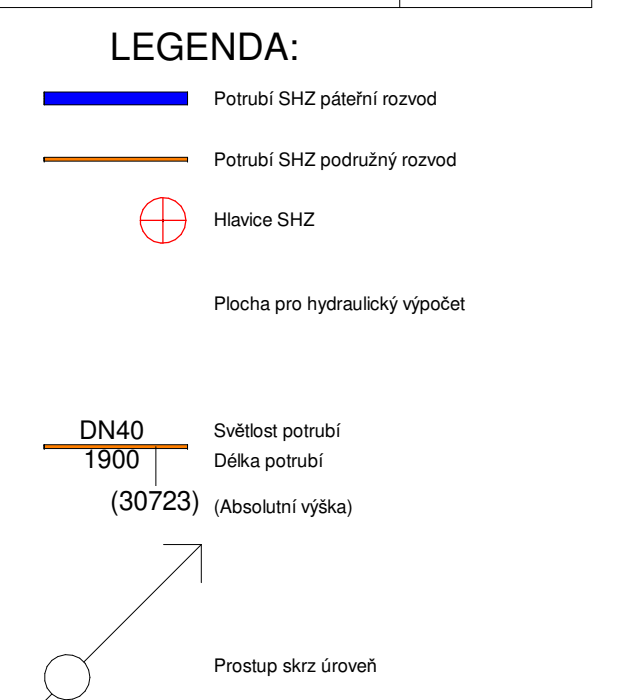 LEGENDA:
Potrubí SHZ páteřní rozvod
Potrubí SHZ podružný rozvod
Hlavice SHZ
Plocha pro hydraulický výpočet
DN40 Světlost potrubí
1900 Délka potrubí
(30723) (Absolutní výška)
Prostup skrz úroveň